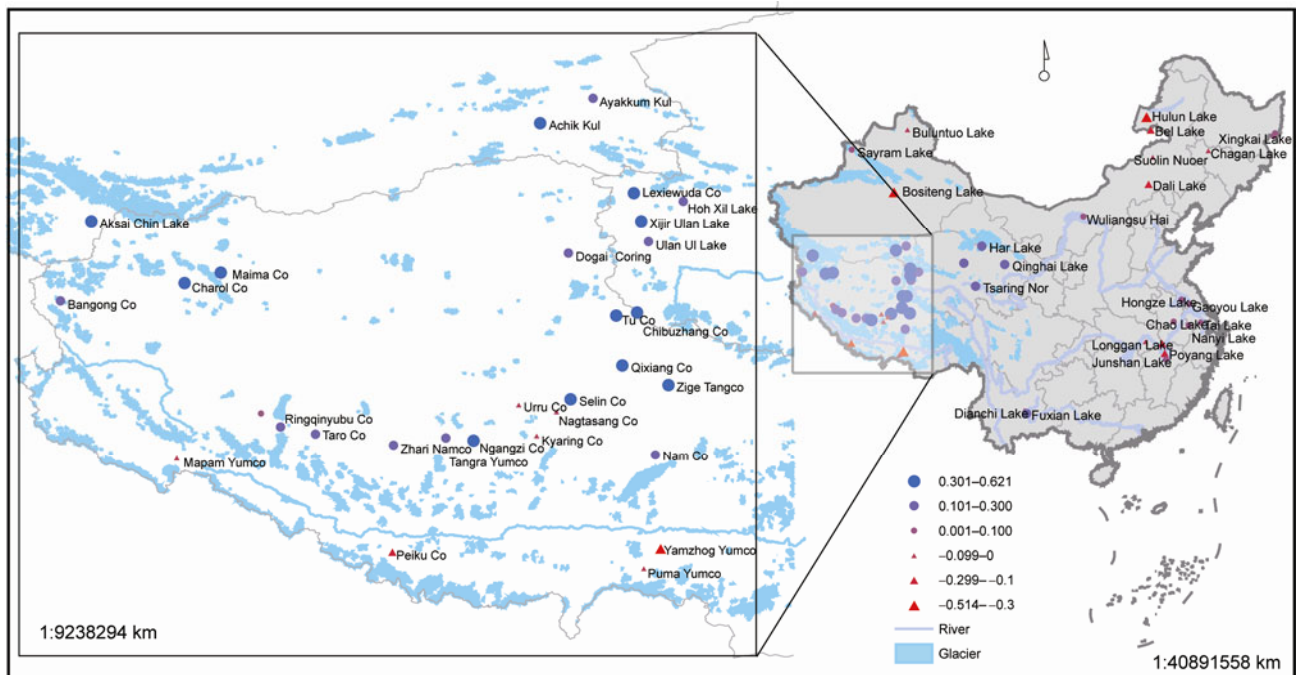 Ayakkum Kul
Achik Kul
Lexiewuda Co
Hoh Xil Lake
Aksai Chin Lake
Xijir Ulan Lake
Ulan Ul Lake
Dogai Coring
Maima Co
Charol Co
Bangong Co
Tu Co
Chibuzhang Co
Qixiang Co
Zige Tangco
Selin Co
Urru Co
Nagtasang Co
Ringqinyubu Co
Taro Co
Kyaring Co
Zhari Namco
Ngangzi Co
Tangra Yumco
Nam Co
Mapam Yumco
Peiku Co
Yamzhog Yumco
Puma Yumco
1:9238294 km
Hulun Lake
Bel Lake
Buluntuo Lake
Xingkai Lake
Sayram Lake
Chagan Lake
Suolin Nuoer
Dali Lake
Bositeng Lake
Wuliangsu Hai
Har Lake
Qinghai Lake
Tsaring Nor
Hongze Lake
Gaoyou Lake
Chao Lake
Tai Lake
Nanyi Lake
Longgan Lake
Poyang Lake
Junshan Lake
Dianchi Lake
Fuxian Lake
0.301–0.621
0.101–0.300
0.001–0.100
−0.099–0
−0.299–−0.1
−0.514–−0.3
River
Glacier
1:40891558 km